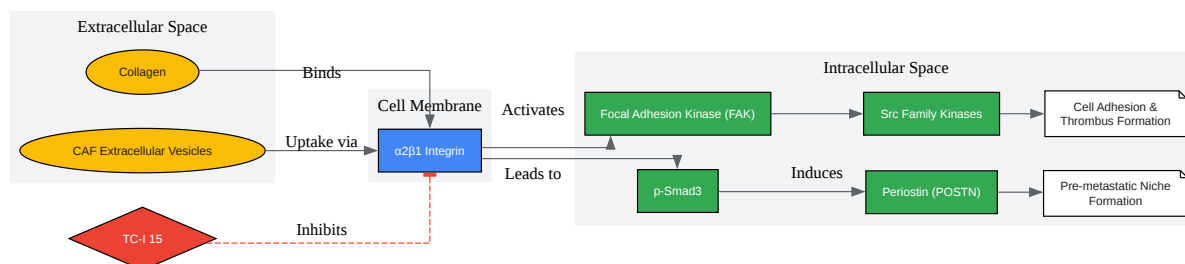 Extracellular Space
Collagen
Binds
CAF Extracellular Vesicles
Uptake via
Cell Membrane
α2β1 Integrin
TC-I 15
Inhibits
Activates
Leads to
Intracellular Space
Focal Adhesion Kinase (FAK)
Src Family Kinases
Cell Adhesion &
Thrombus Formation
p-Smad3
Induces
Periostin (POSTN)
Pre-metastatic Niche
Formation